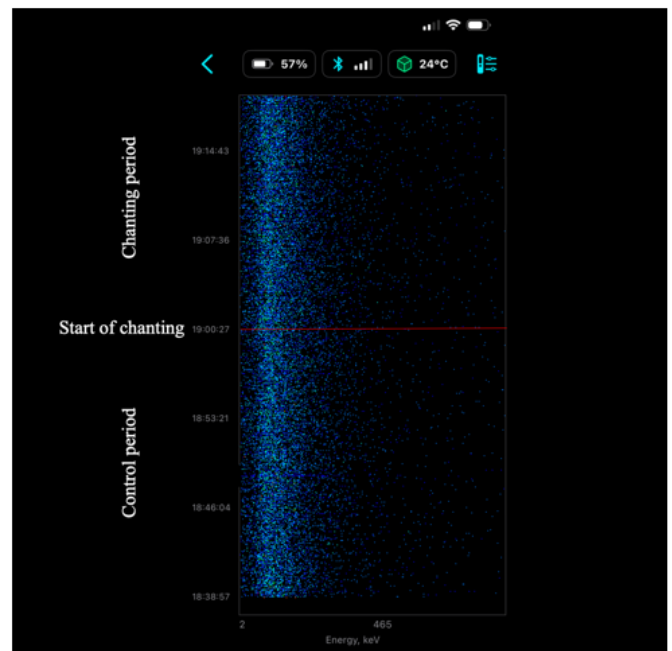 57%
24°C
Chanting period
19:14:43
19:07:36
Start of chanting 19:00:27
Control period
18:53:21
18:46:04
18:38:57
2 465
Energy, keV